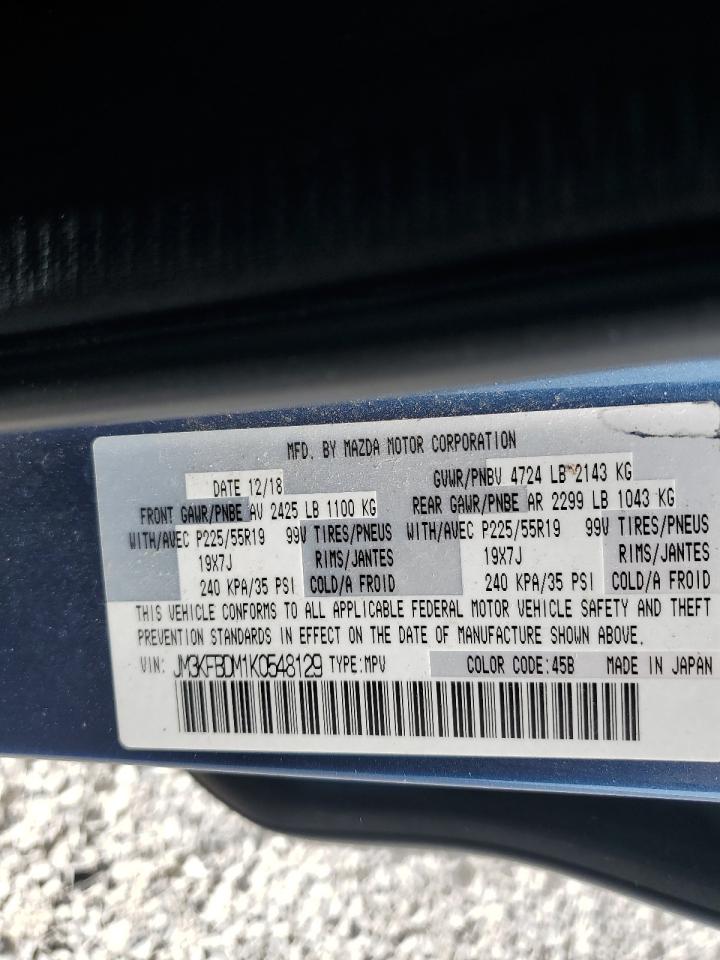 MFD. BY MAZDA MOTOR CORPORATION
DATE 12/18 GVWR/PNBV 4724 LB 2143 KG
FRONT GAWR/PNBE AV 2425 LB 1100 KG REAR GAWR/PNBE AR 2299 LB 1043 KG
WITH/AVEC P225/55R19 99V TIRES/PNEUS WITH/AVEC P225/55R19 99V TIRES/PNEUS
19X7J RIMS/JANTES 19X7J RIMS/JANTES
240 KPA/35 PSI COLD/A FROID 240 KPA/35 PSI COLD/A FROID
THIS VEHICLE CONFORMS TO ALL APPLICABLE FEDERAL MOTOR VEHICLE SAFETY AND THEFT
PREVENTION STANDARDS IN EFFECT ON THE DATE OF MANUFACTURE SHOWN ABOVE.
VIN: JM3KFBDM1K0548129 TYPE:MPV COLOR CODE:45B MADE IN JAPAN